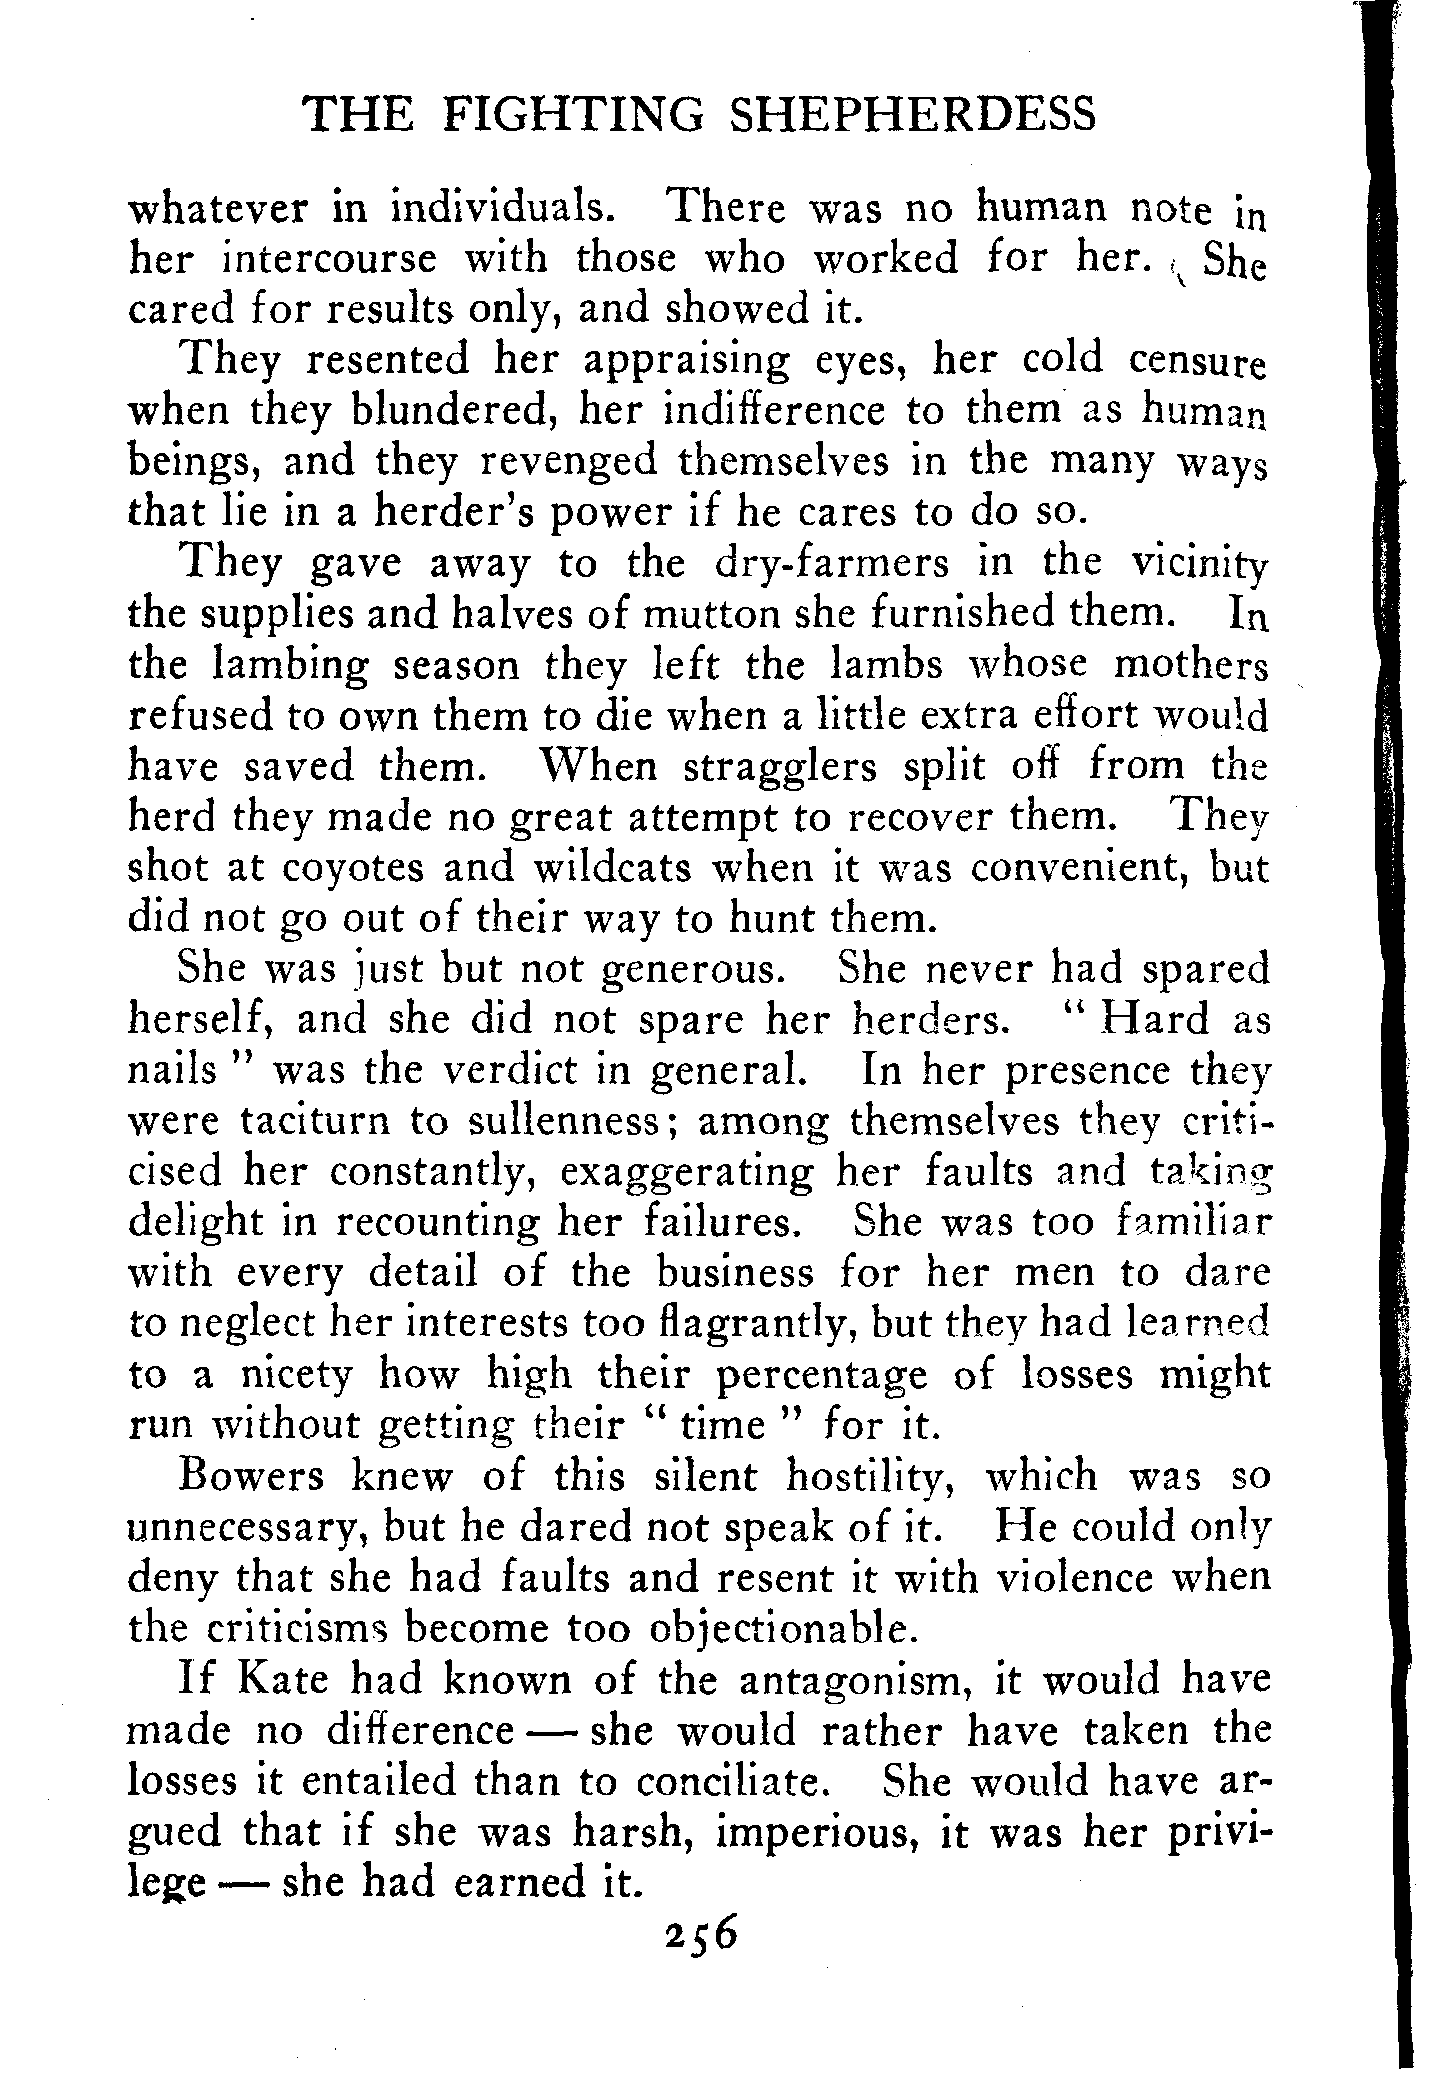 THE FIGHTING SHEPHERDESS
whatever in individuals. There was no human note in
her intercourse with those who worked for her. She
cared for results only, and showed it.
They resented her appraising eyes, her cold censure
when they blundered, her indifference to them as human
beings, and they revenged themselves in the many ways
that lie in a herder's power if he cares to do so.
They gave away to the dry-farmers in the vicinity
the supplies and halves of mutton she furnished them. In
the lambing season they left the lambs whose mothers
refused to own them to die when a little extra effort would
have saved them. When stragglers split off from the
herd they made no great attempt to recover them. They
shot at coyotes and wildcats when it was convenient, but
did not go out of their way to hunt them.
She was just but not generous. She never had spared
herself, and she did not spare her herders. " Hard as
nails " was the verdict in general. In her presence they
were taciturn to sullenness; among themselves they criti-
cised her constantly, exaggerating her faults and taking
delight in recounting her failures. She was too familiar
with every detail of the business for her men to dare
to neglect her interests too flagrantly, but they had learned
to a nicety how high their percentage of losses might
run without getting their " time " for it.
Bowers knew of this silent hostility, which was so
unnecessary, but he dared not speak of it. He could only
deny that she had faults and resent it with violence when
the criticisms become too objectionable.
If Kate had known of the antagonism, it would have
made no difference — she would rather have taken the
losses it entailed than to conciliate. She would have ar-
gued that if she was harsh, imperious, it was her privi-
lege — she had earned it.
256